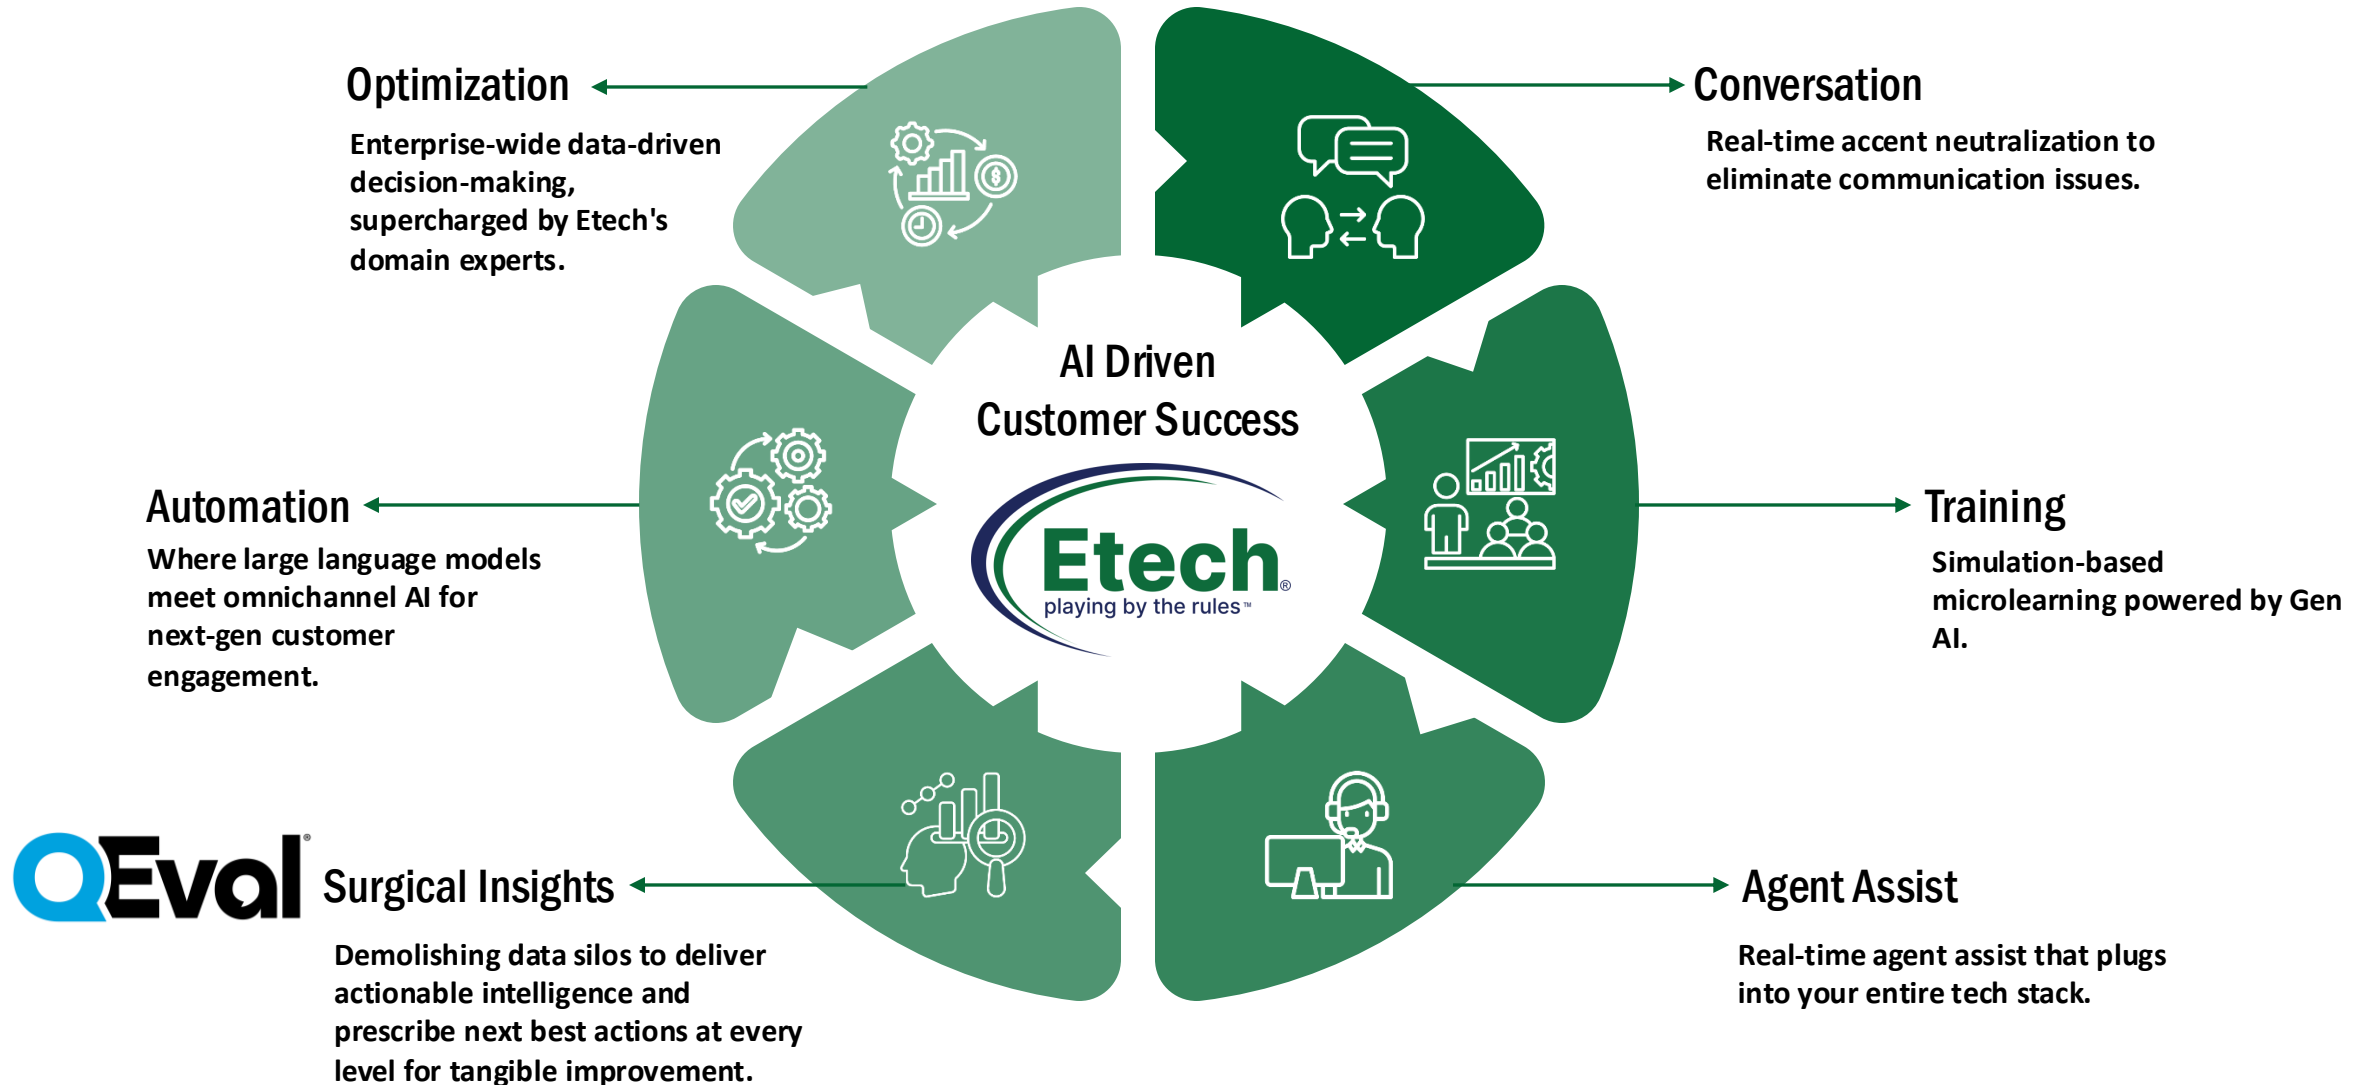 Optimization
Enterprise-wide data-driven
decision-making,
supercharged by Etech's
domain experts.
Conversation
Real-time accent neutralization to
eliminate communication issues.
AI Driven
Customer Success
Etech®
playing by the rules™
Automation
Where large language models
meet omnichannel AI for
next-gen customer
engagement.
Training
Simulation-based
microlearning powered by Gen
AI.
QEval®
Surgical Insights
Demolishing data silos to deliver
actionable intelligence and
prescribe next best actions at every
level for tangible improvement.
Agent Assist
Real-time agent assist that plugs
into your entire tech stack.